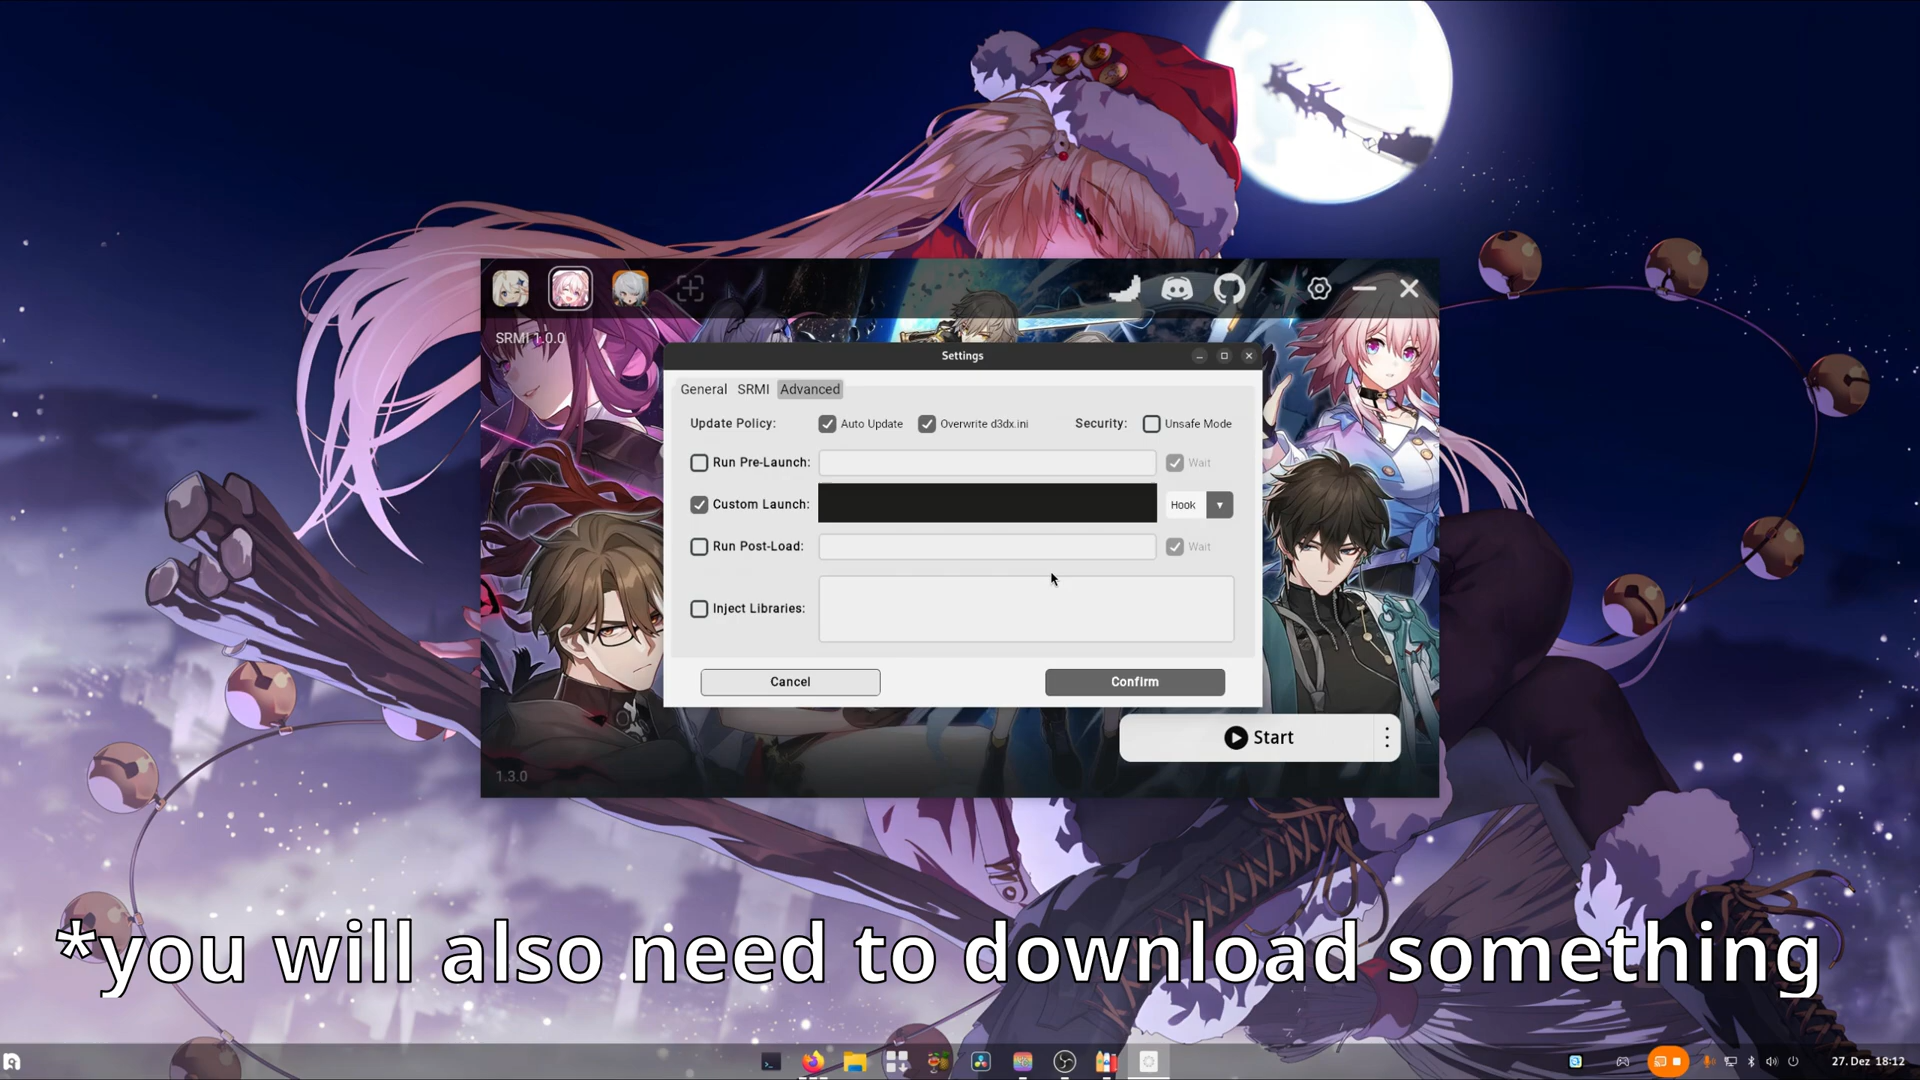 SRMI 1.0.0
Settings
General SRMI Advanced
Update Policy: Auto Update Overwrite d3dx.ini Security: Unsafe Mode
Run Pre-Launch: Wait
Custom Launch: Hook
Run Post-Load: Wait
Inject Libraries:
Cancel Confirm
Start
1.3.0
*you will also need to download something
27. Dez 18:12